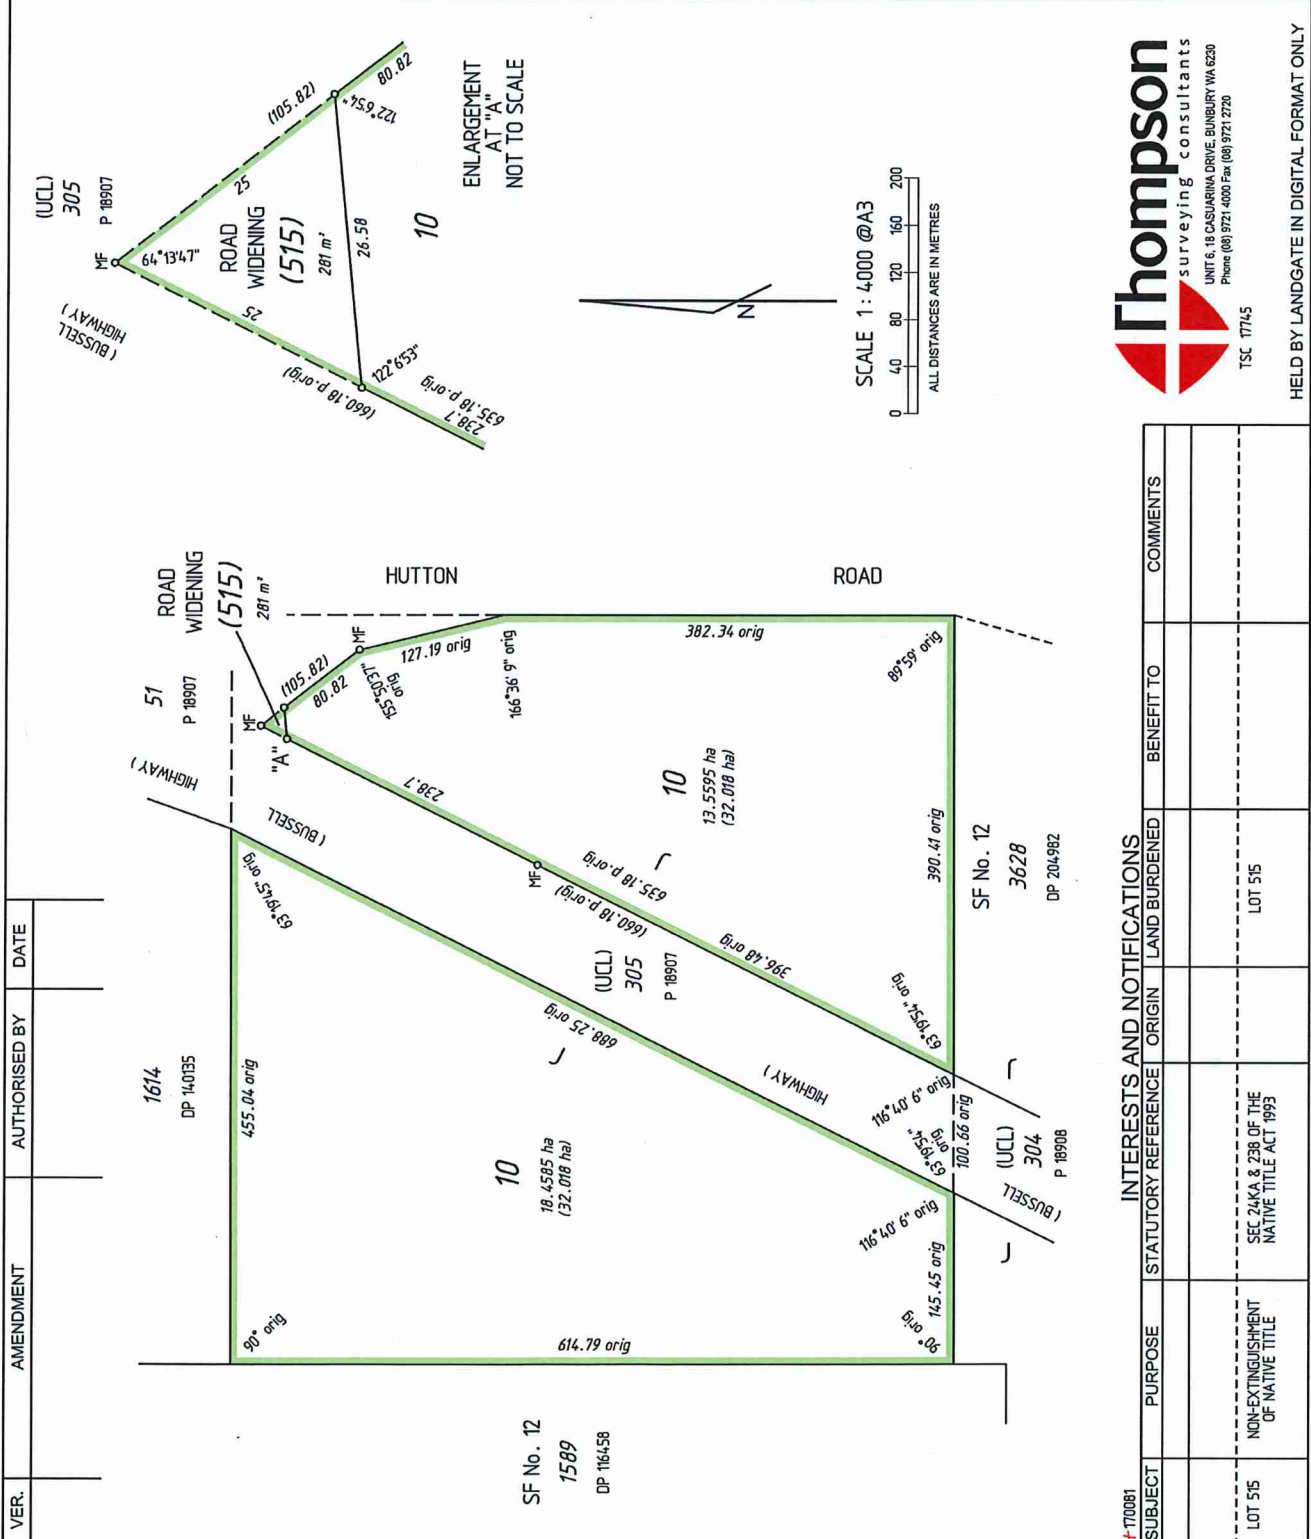 VER.
AMENDMENT
AUTHORISED BY
DATE
(UCL)
305
P 18907
MF
64°13'47"
(105.82)
25
80.82
122°6'54"
ROAD
WIDENING
(515)
281 m²
26.58
10
25
122°6'53"
( BUSSELL
HIGHWAY )
(660.18 p.orig)
635.18 p.orig
238.7
ENLARGEMENT
AT "A"
NOT TO SCALE
N
SCALE 1 : 4000 @A3
0 40 80 120 160 200
ALL DISTANCES ARE IN METRES
1614
DP 140135
51
P 18907
ROAD
WIDENING
(515)
281 m²
HUTTON
ROAD
HIGHWAY )
( BUSSELL
MF
"A"
(105.82)
80.82
MF
155°50'37"
orig
127.19 orig
166°36' 9" orig
382.34 orig
89°59' orig
63°19'45" orig
455.04 orig
90° orig
238.7
MF
635.18 p.orig
(660.18 p.orig)
396.48 orig
10
13.5595 ha
(32.018 ha)
390.41 orig
63°19'54" orig
(UCL)
305
P 18907
688.25 orig
10
18.4585 ha
(32.018 ha)
HIGHWAY )
116°40' 6" orig
63°19'54"
orig
100.66 orig
116°40' 6" orig
145.45 orig
90° orig
614.79 orig
SF No. 12
1589
DP 116458
SF No. 12
3628
DP 204982
(UCL)
304
P 18908
( BUSSELL
170081
INTERESTS AND NOTIFICATIONS
SUBJECT
PURPOSE
STATUTORY REFERENCE
ORIGIN
LAND BURDENED
BENEFIT TO
COMMENTS
LOT 515
NON-EXTINGUISHMENT
OF NATIVE TITLE
SEC 24KA & 238 OF THE
NATIVE TITLE ACT 1993
LOT 515
Thompson
surveying consultants
UNIT 6, 18 CASUARINA DRIVE, BUNBURY WA 6230
Phone (08) 9721 4000 Fax (08) 9721 2720
TSC 17745
HELD BY LANDGATE IN DIGITAL FORMAT ONLY